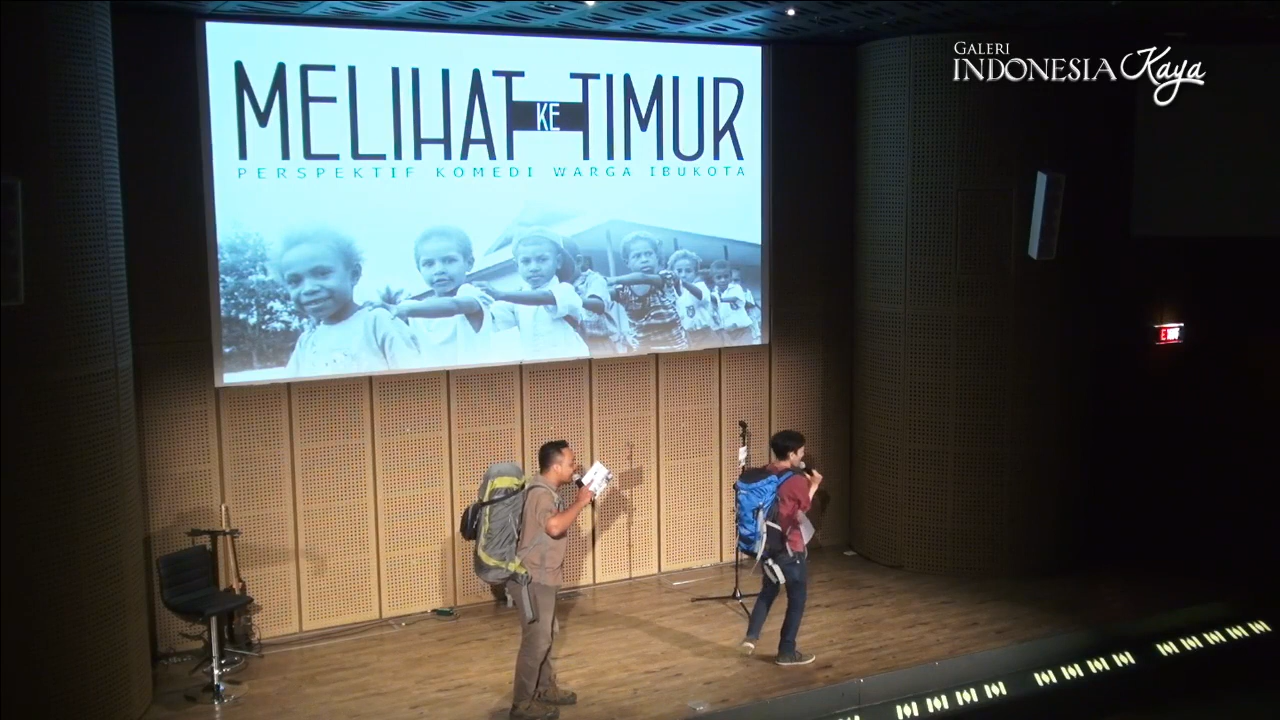 GALERI
INDONESIA Kaya
MELIHAT KE TIMUR
PERSPEKTIF KOMEDI WARGA IBUKOTA